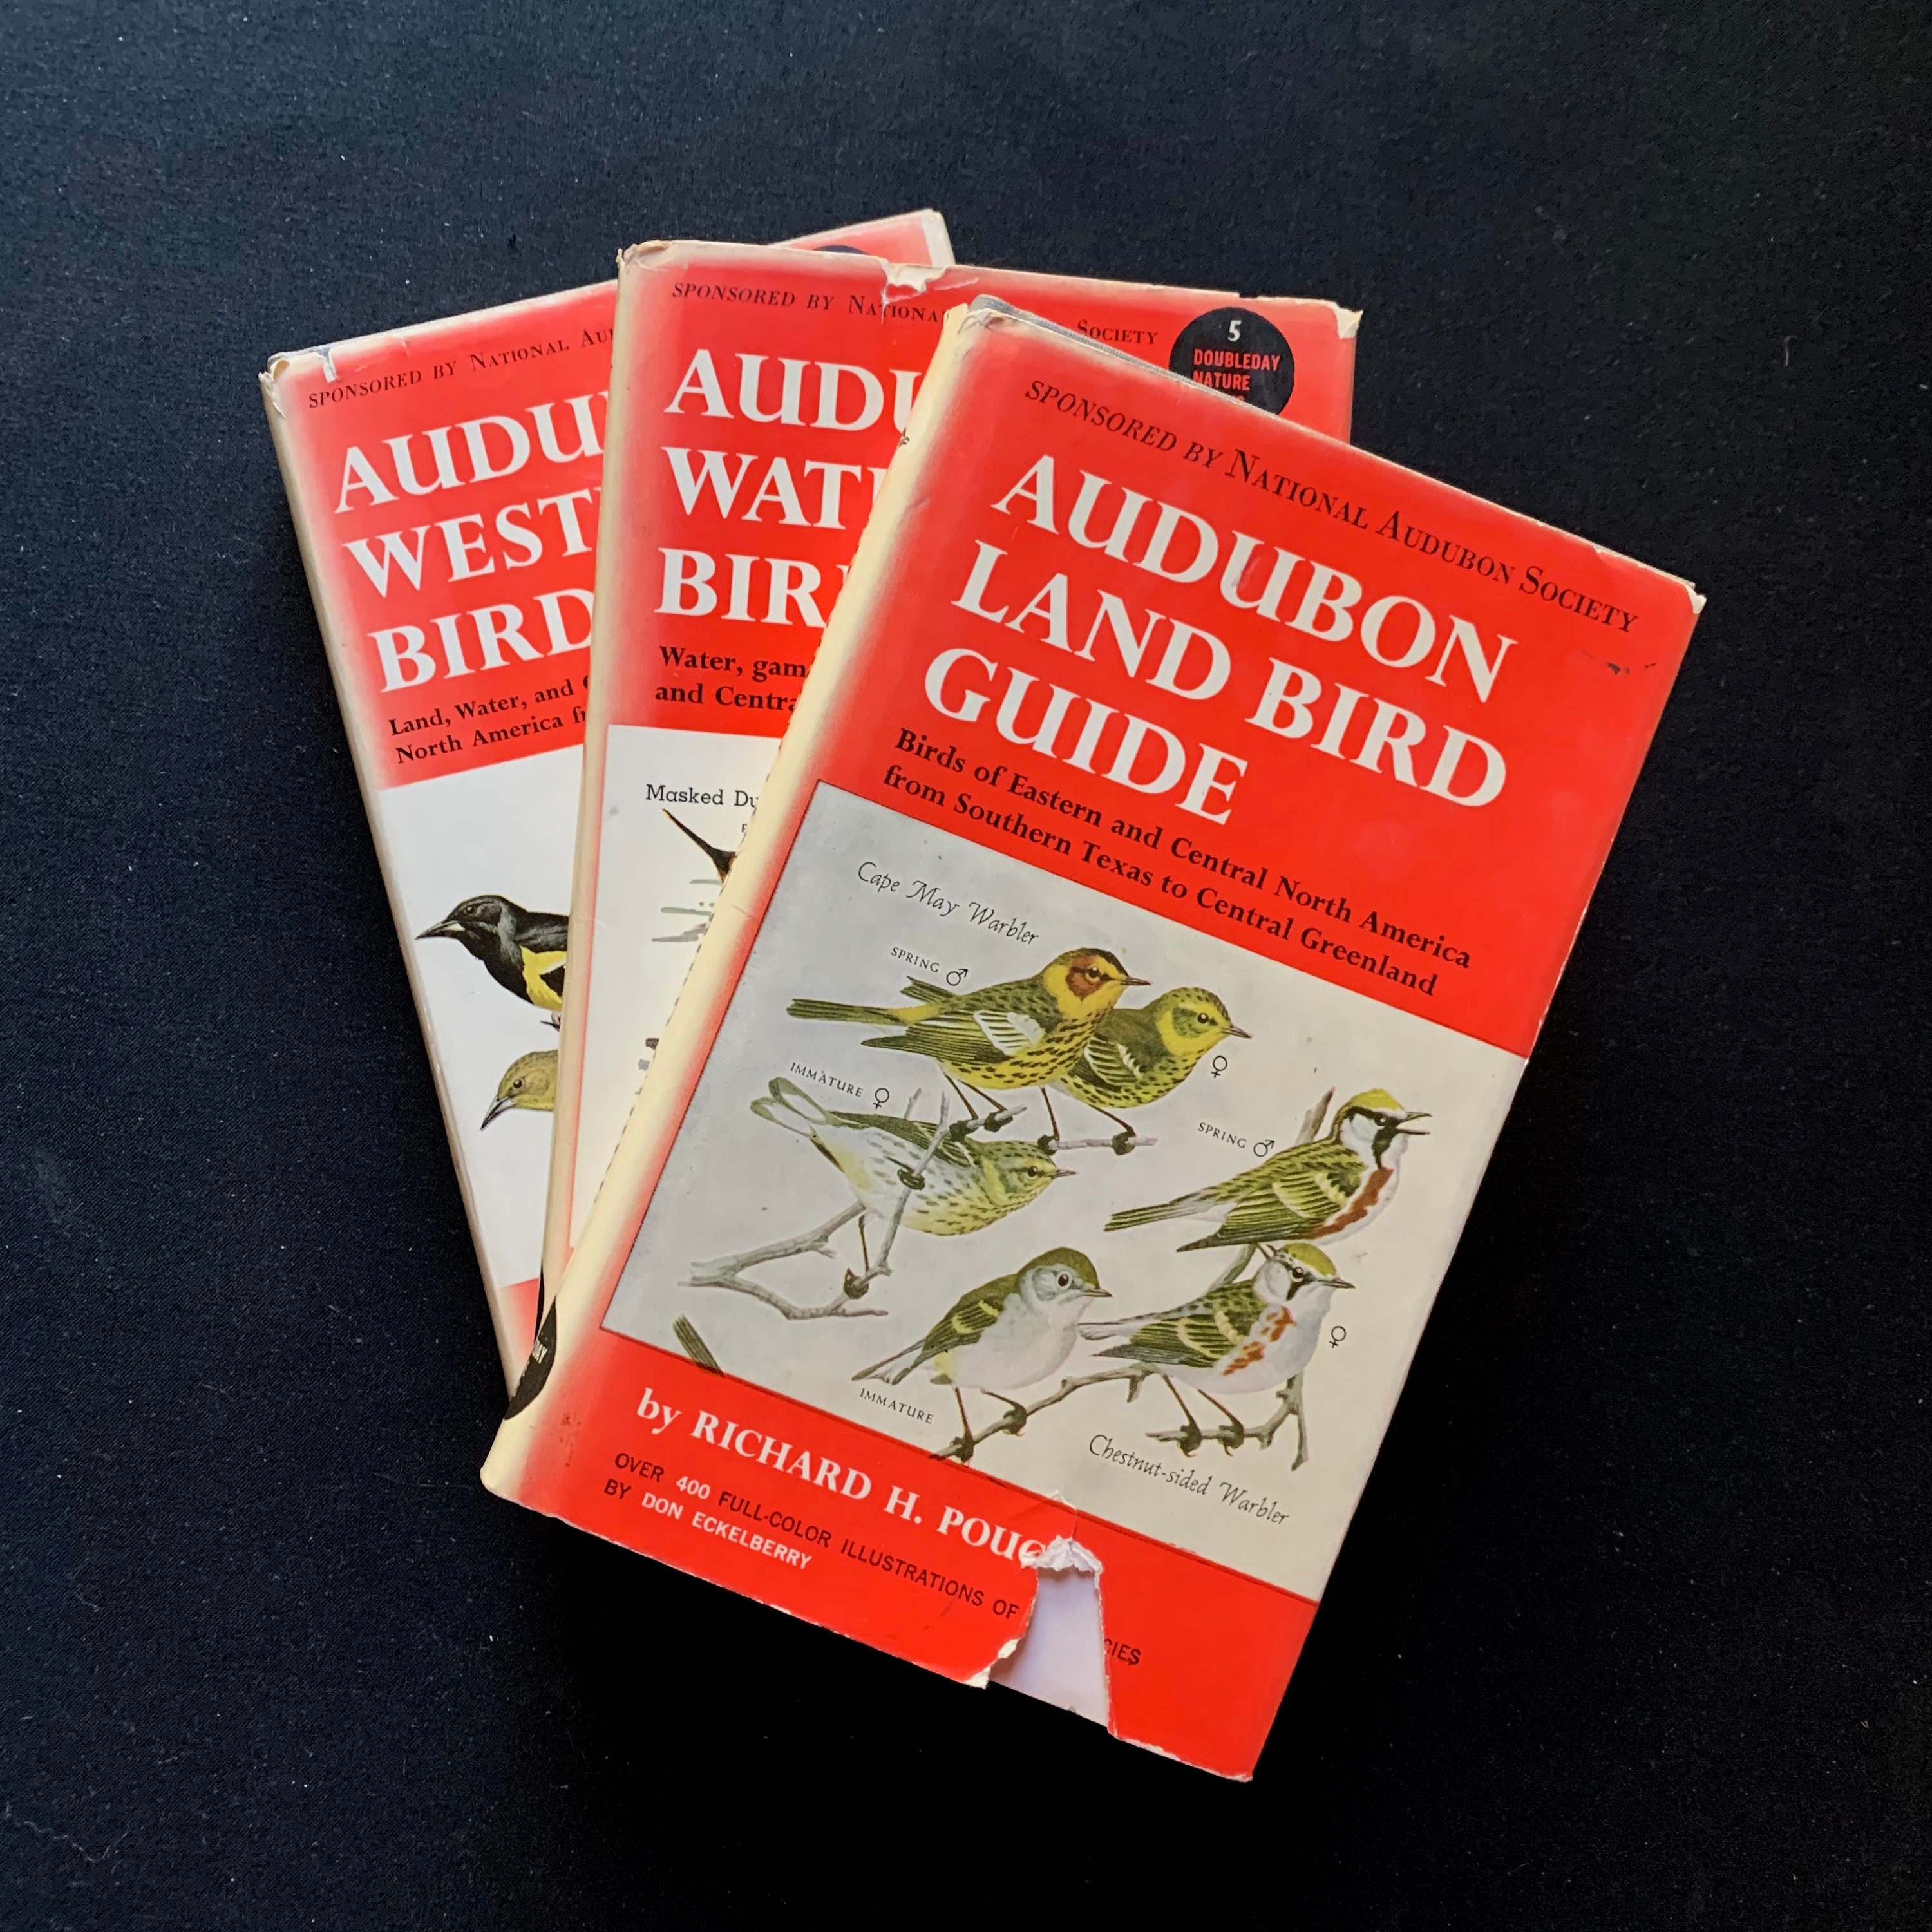 SPONSORED BY NATIONAL AU
AUDU
WEST
BIRD
Land, Water, and
North America
SPONSORED BY NATIONA
SOCIETY
5
DOUBLEDAY
NATURE
AUDU
WAT
BIR
Water, gam
and Centra
Masked Du
SPONSORED BY NATIONAL AUDUBON SOCIETY
AUDUBON
LAND BIRD
GUIDE
Birds of Eastern and Central North America
from Southern Texas to Central Greenland
Cape May Warbler
SPRING ♂
♀
IMMATURE ♀
SPRING ♂
♀
IMMATURE
Chestnut-sided Warbler
by RICHARD H. POUG
OVER 400 FULL-COLOR ILLUSTRATIONS OF CIES
BY DON ECKELBERRY